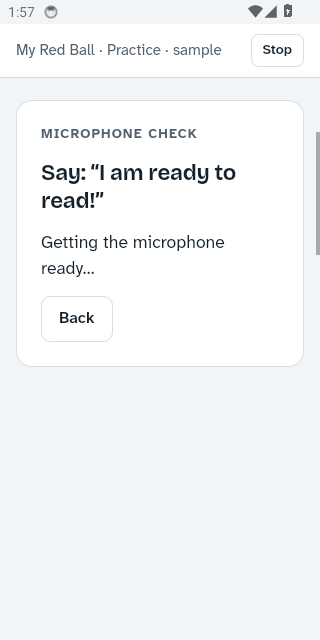 1:57
My Red Ball · Practice · sample
Stop
MICROPHONE CHECK
Say: “I am ready to
read!”
Getting the microphone
ready...
Back